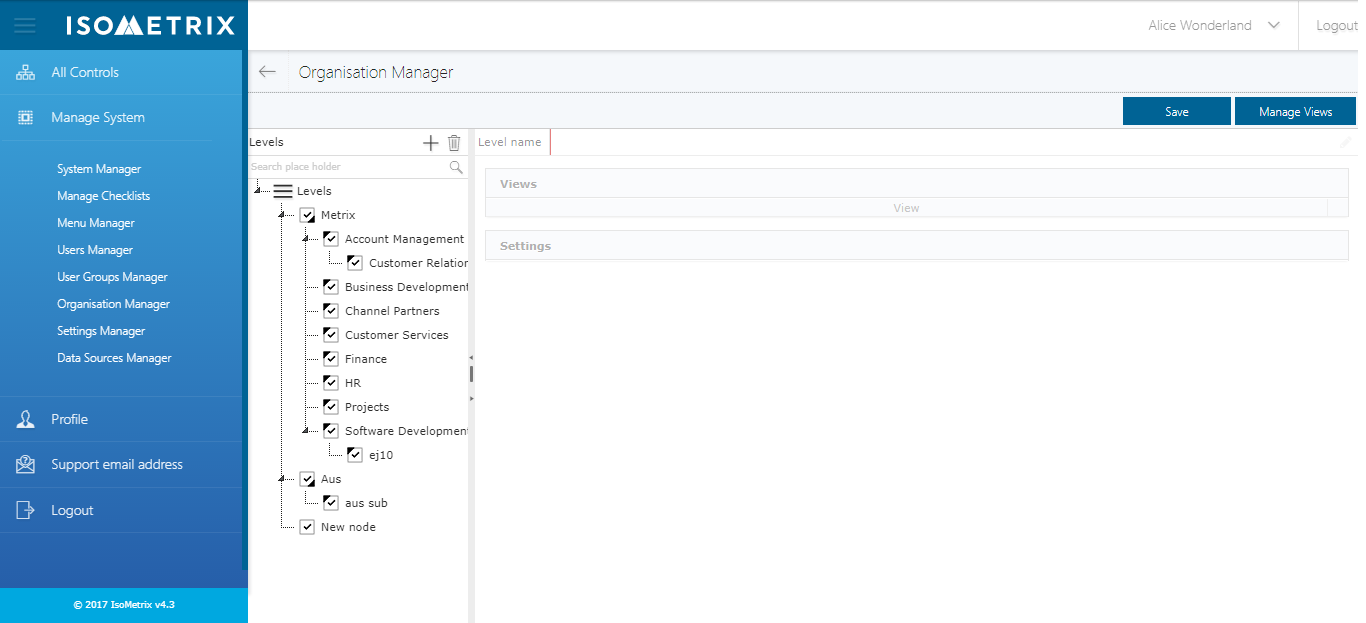 ISOMETRIX
Alice Wonderland
Logout
All Controls
Manage System
System Manager
Manage Checklists
Menu Manager
Users Manager
User Groups Manager
Organisation Manager
Settings Manager
Data Sources Manager
Profile
Support email address
Logout
© 2017 IsoMetrix v4.3
Organisation Manager
Save
Manage Views
Levels
Search place holder
Levels
Metrix
Account Management
Customer Relation
Business Development
Channel Partners
Customer Services
Finance
HR
Projects
Software Development
ej10
Aus
aus sub
New node
Level name
Views
View
Settings